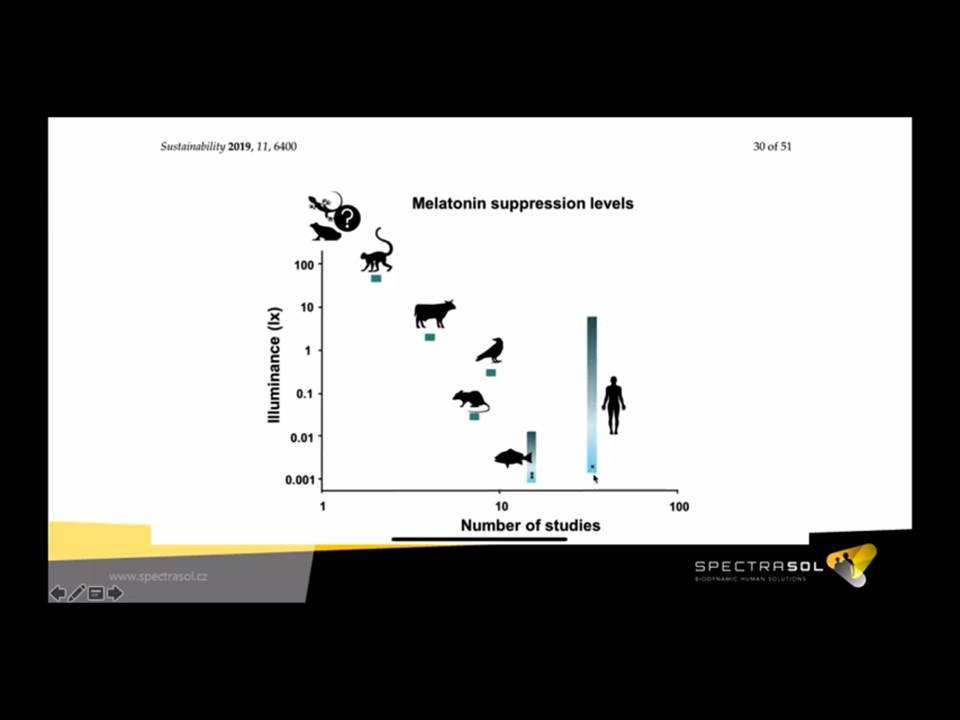 Sustainability 2019, 11, 6400
30 of 51
Melatonin suppression levels
?
Illuminance (lx)
100
10
1
0.1
0.01
0.001
1
10
100
Number of studies
www.spectrasol.cz
SPECTRASOL
BIODYNAMIC HUMAN SOLUTIONS